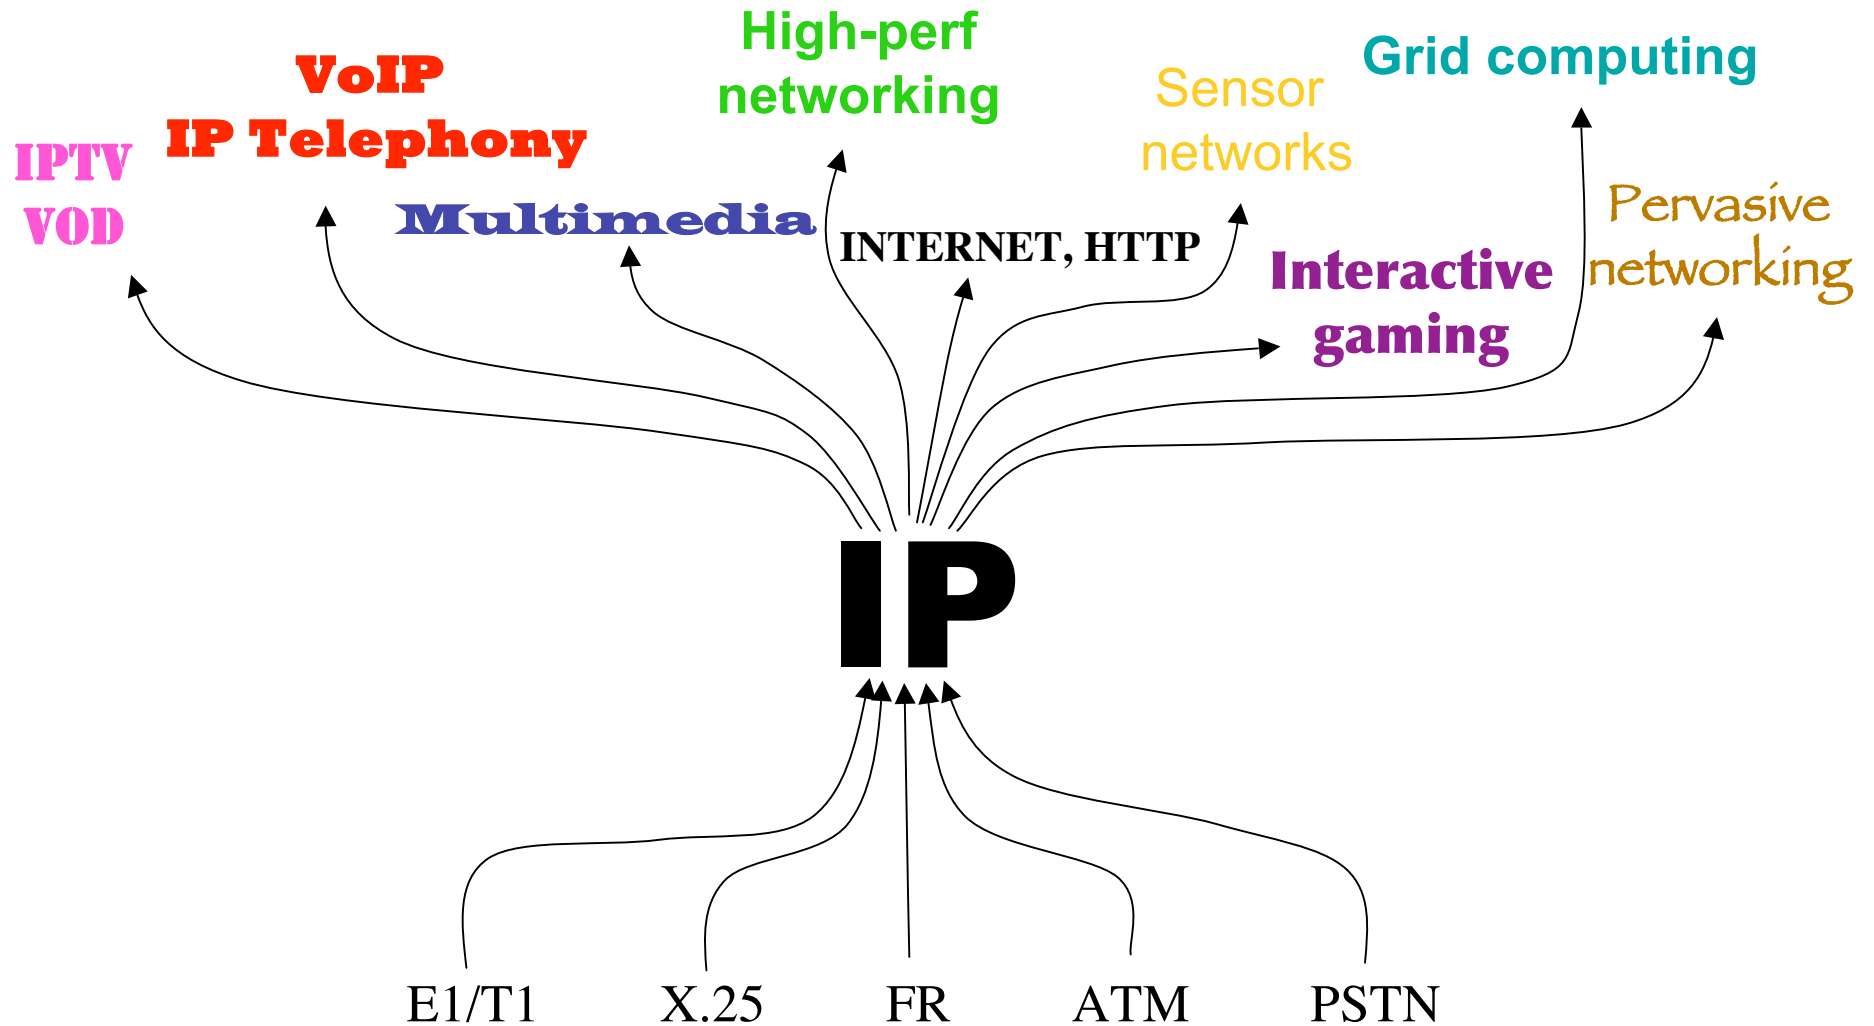 High-perf
networking
Grid computing
VoIP
IP Telephony
Sensor
networks
IPTV
VOD
Multimedia
INTERNET, HTTP
Pervasive
networking
Interactive
gaming
IP
E1/T1
X.25
FR
ATM
PSTN